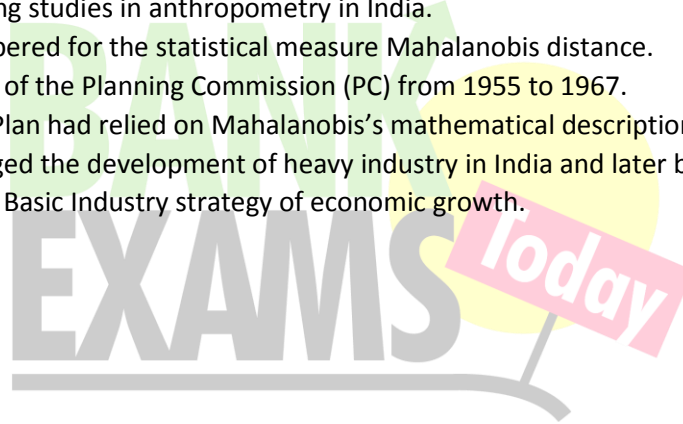 ng studies in anthropometry in India.
bered for the statistical measure Mahalanobis distance.
of the Planning Commission (PC) from 1955 to 1967.
Plan had relied on Mahalanobis's mathematical description
ged the development of heavy industry in India and later b
Basic Industry strategy of economic growth.
BANK
EXAMS
Today